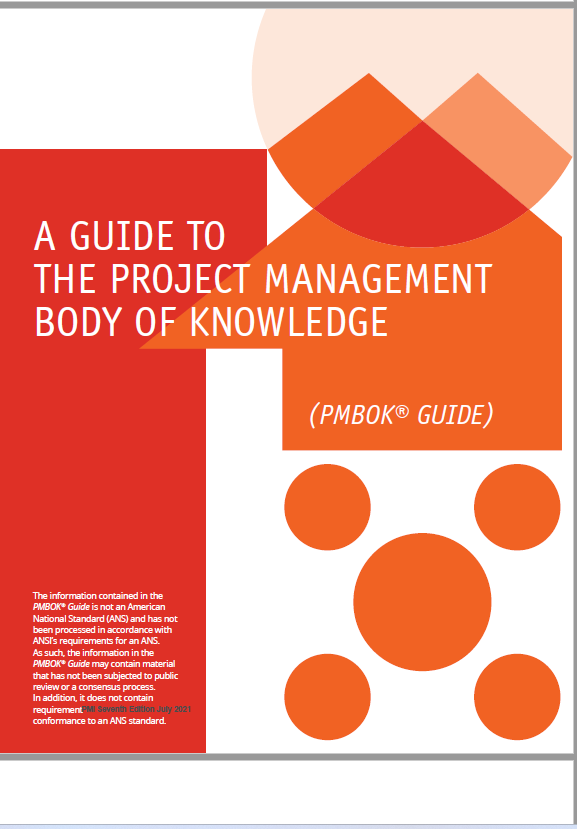 A GUIDE TO
THE PROJECT MANAGEMENT
BODY OF KNOWLEDGE
(PMBOK® GUIDE)
The information contained in the
PMBOK® Guide is not an American
National Standard (ANS) and has not
been processed in accordance with
ANSI's requirements for an ANS.
As such, the information in the
PMBOK® Guide may contain material
that has not been subjected to public
review or a consensus process.
In addition, it does not contain
requirement PMI Seventh Edition July 2021
conformance to an ANS standard.